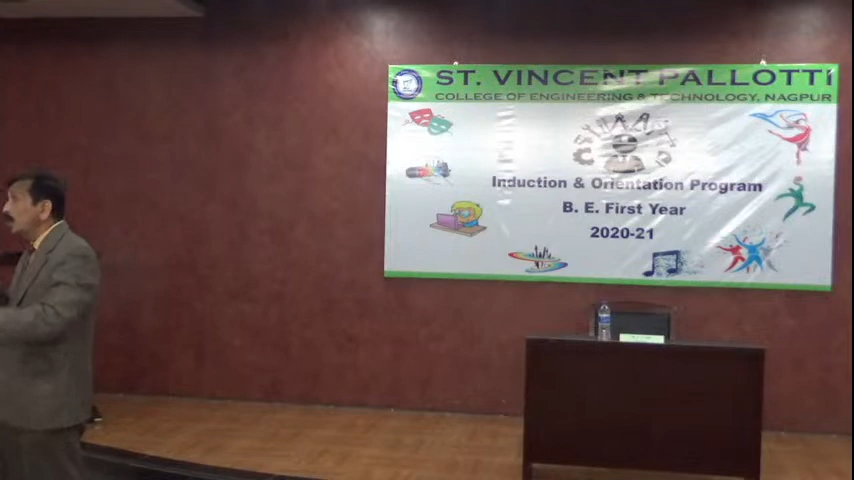 ST. VINCENT PALLOTTI
COLLEGE OF ENGINEERING & TECHNOLOGY, NAGPUR
Induction & Orientation Program
B. E. First Year
2020-21